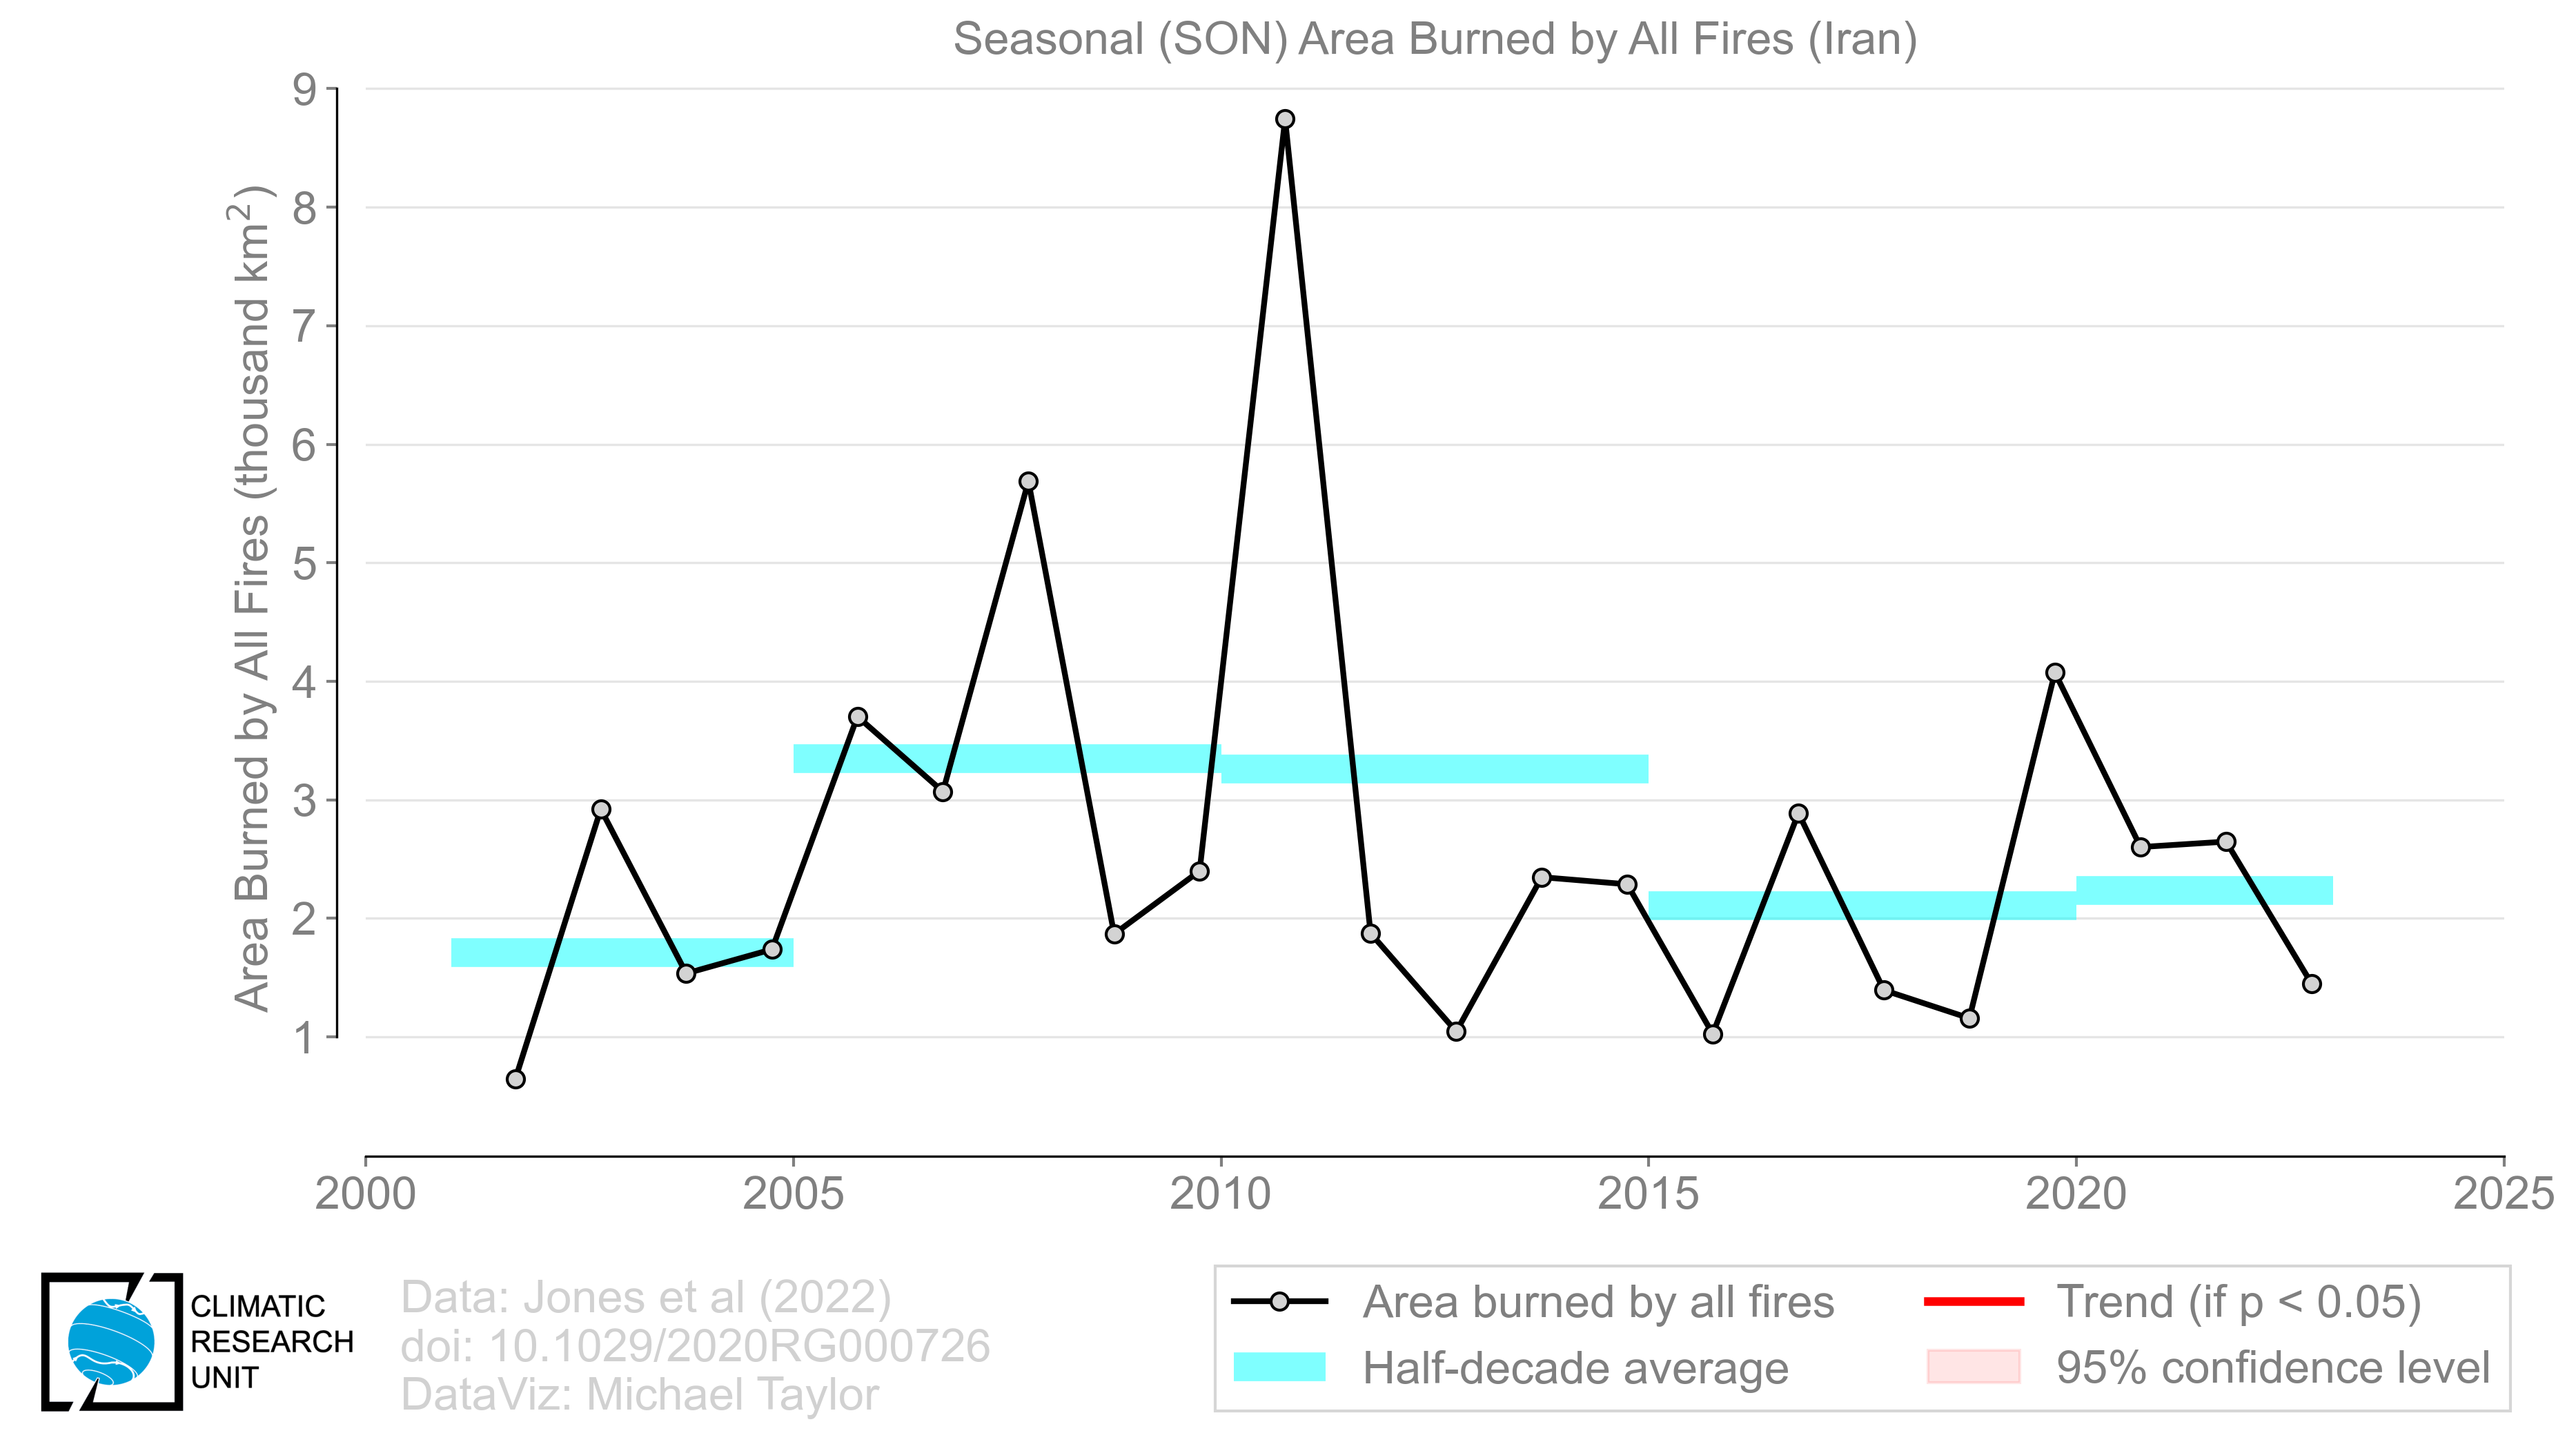 Seasonal (SON) Area Burned by All Fires (Iran)
Area Burned by All Fires (thousand km²)
9
8
7
6
5
4
3
2
1
2000 2005 2010 2015 2020 2025
CLIMATIC
RESEARCH
UNIT
Data: Jones et al (2022)
doi: 10.1029/2020RG000726
DataViz: Michael Taylor
Area burned by all fires
Half-decade average
Trend (if p < 0.05)
95% confidence level